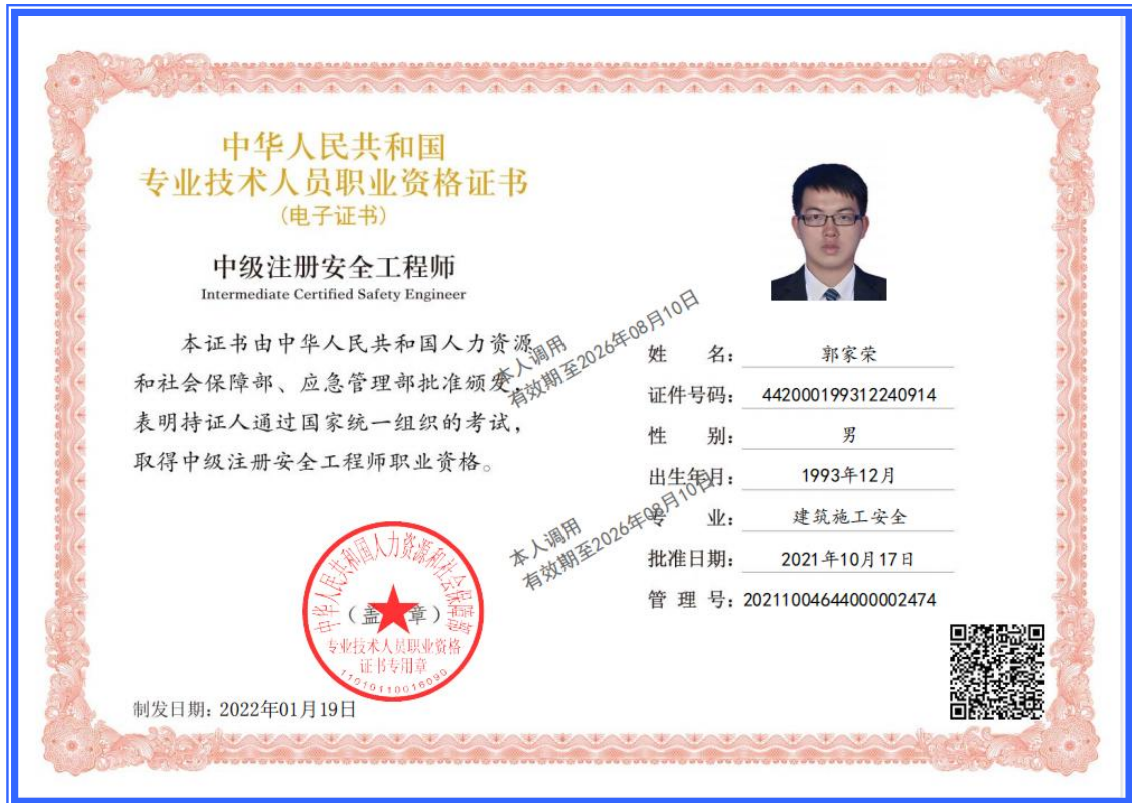 中华人民共和国
专业技术人员职业资格证书
(电子证书)
中级注册安全工程师
Intermediate Certified Safety Engineer
本证书由中华人民共和国人力资源
和社会保障部、应急管理部批准颁发,
表明持证人通过国家统一组织的考试,
取得中级注册安全工程师职业资格。
本人调用
有效期至2026年08月10日
姓 名: 郭家荣
证件号码: 442000199312240914
性 别: 男
出生年月: 1993年12月
专 业: 建筑施工安全
批准日期: 2021年10月17日
管 理 号: 20211004644000002474
本人调用
有效期至2026年08月10日
中华人民共和国人力资源和社会保障部
(盖 章)
专业技术人员职业资格
证书专用章
11010110016090
制发日期: 2022年01月19日